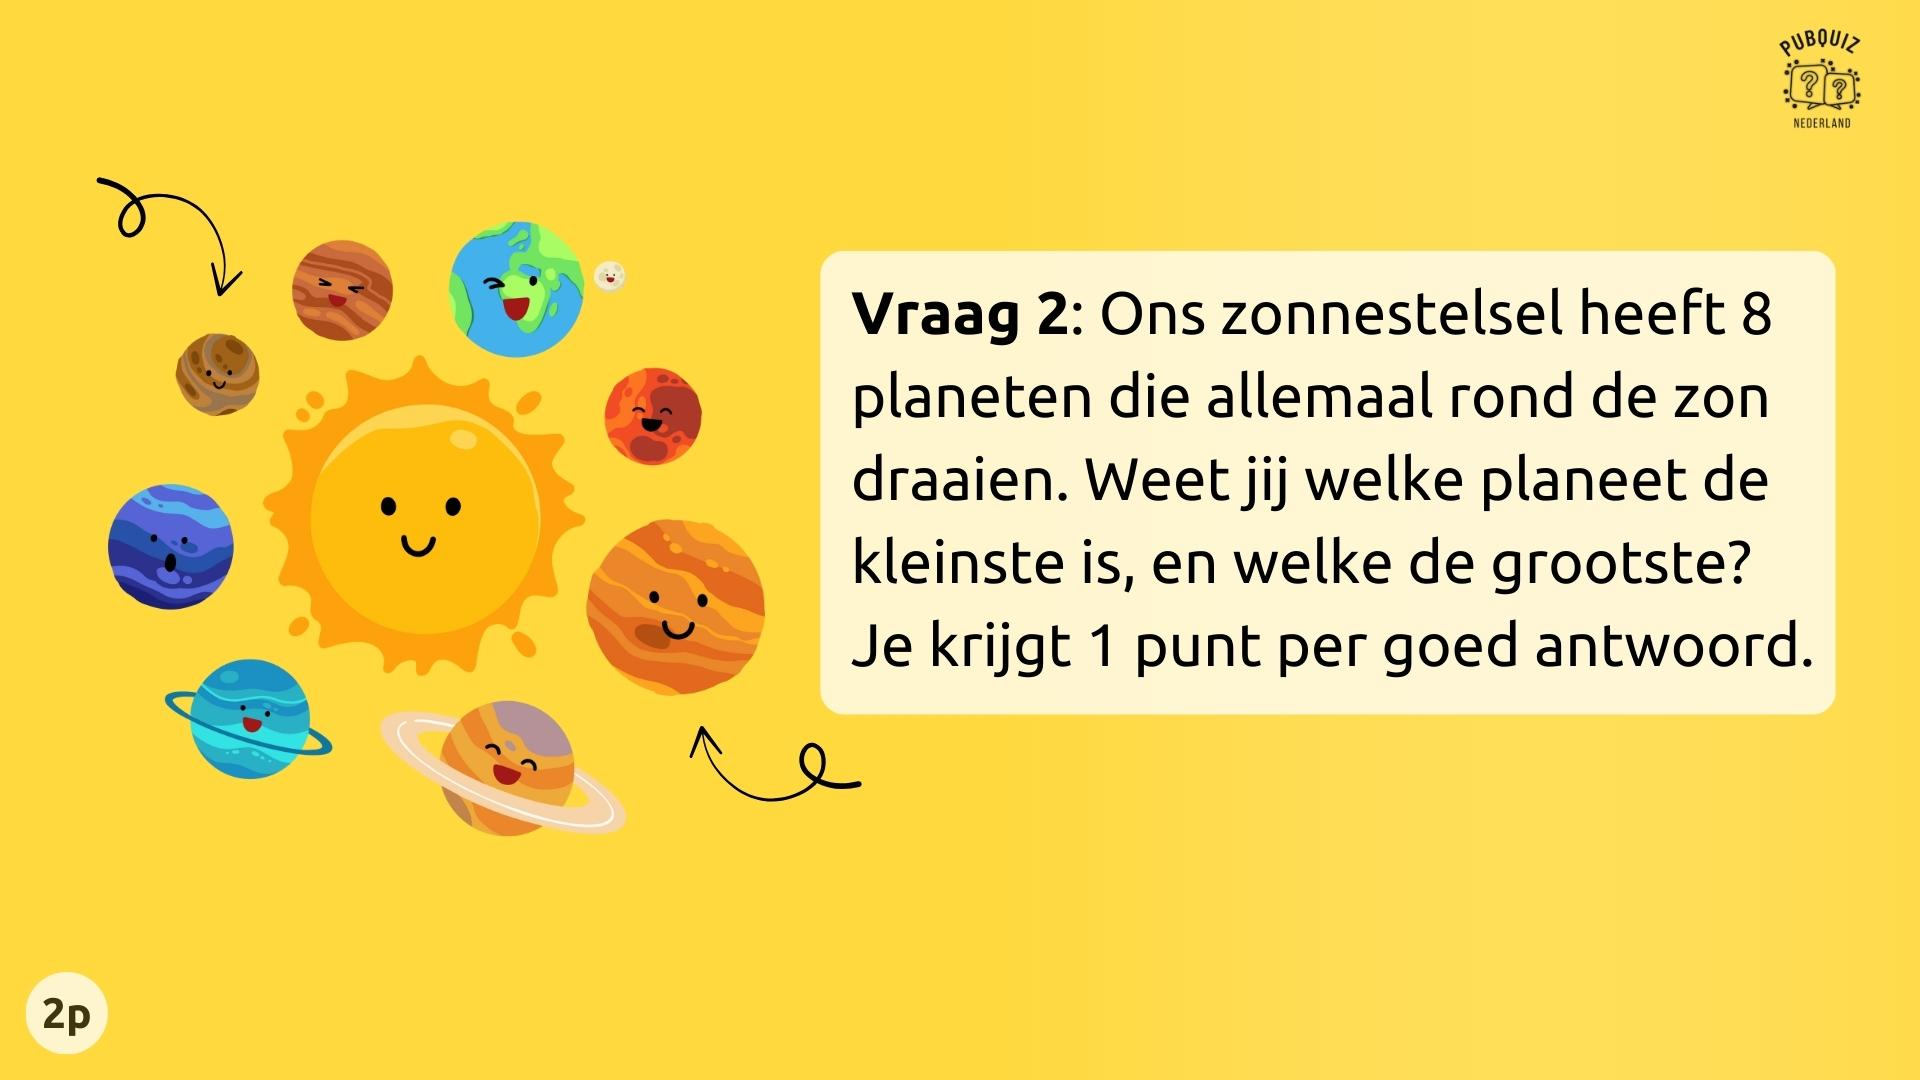 PUBQUIZ
? ?
NEDERLAND
Vraag 2: Ons zonnestelsel heeft 8
planeten die allemaal rond de zon
draaien. Weet jij welke planeet de
kleinste is, en welke de grootste?
Je krijgt 1 punt per goed antwoord.
2p